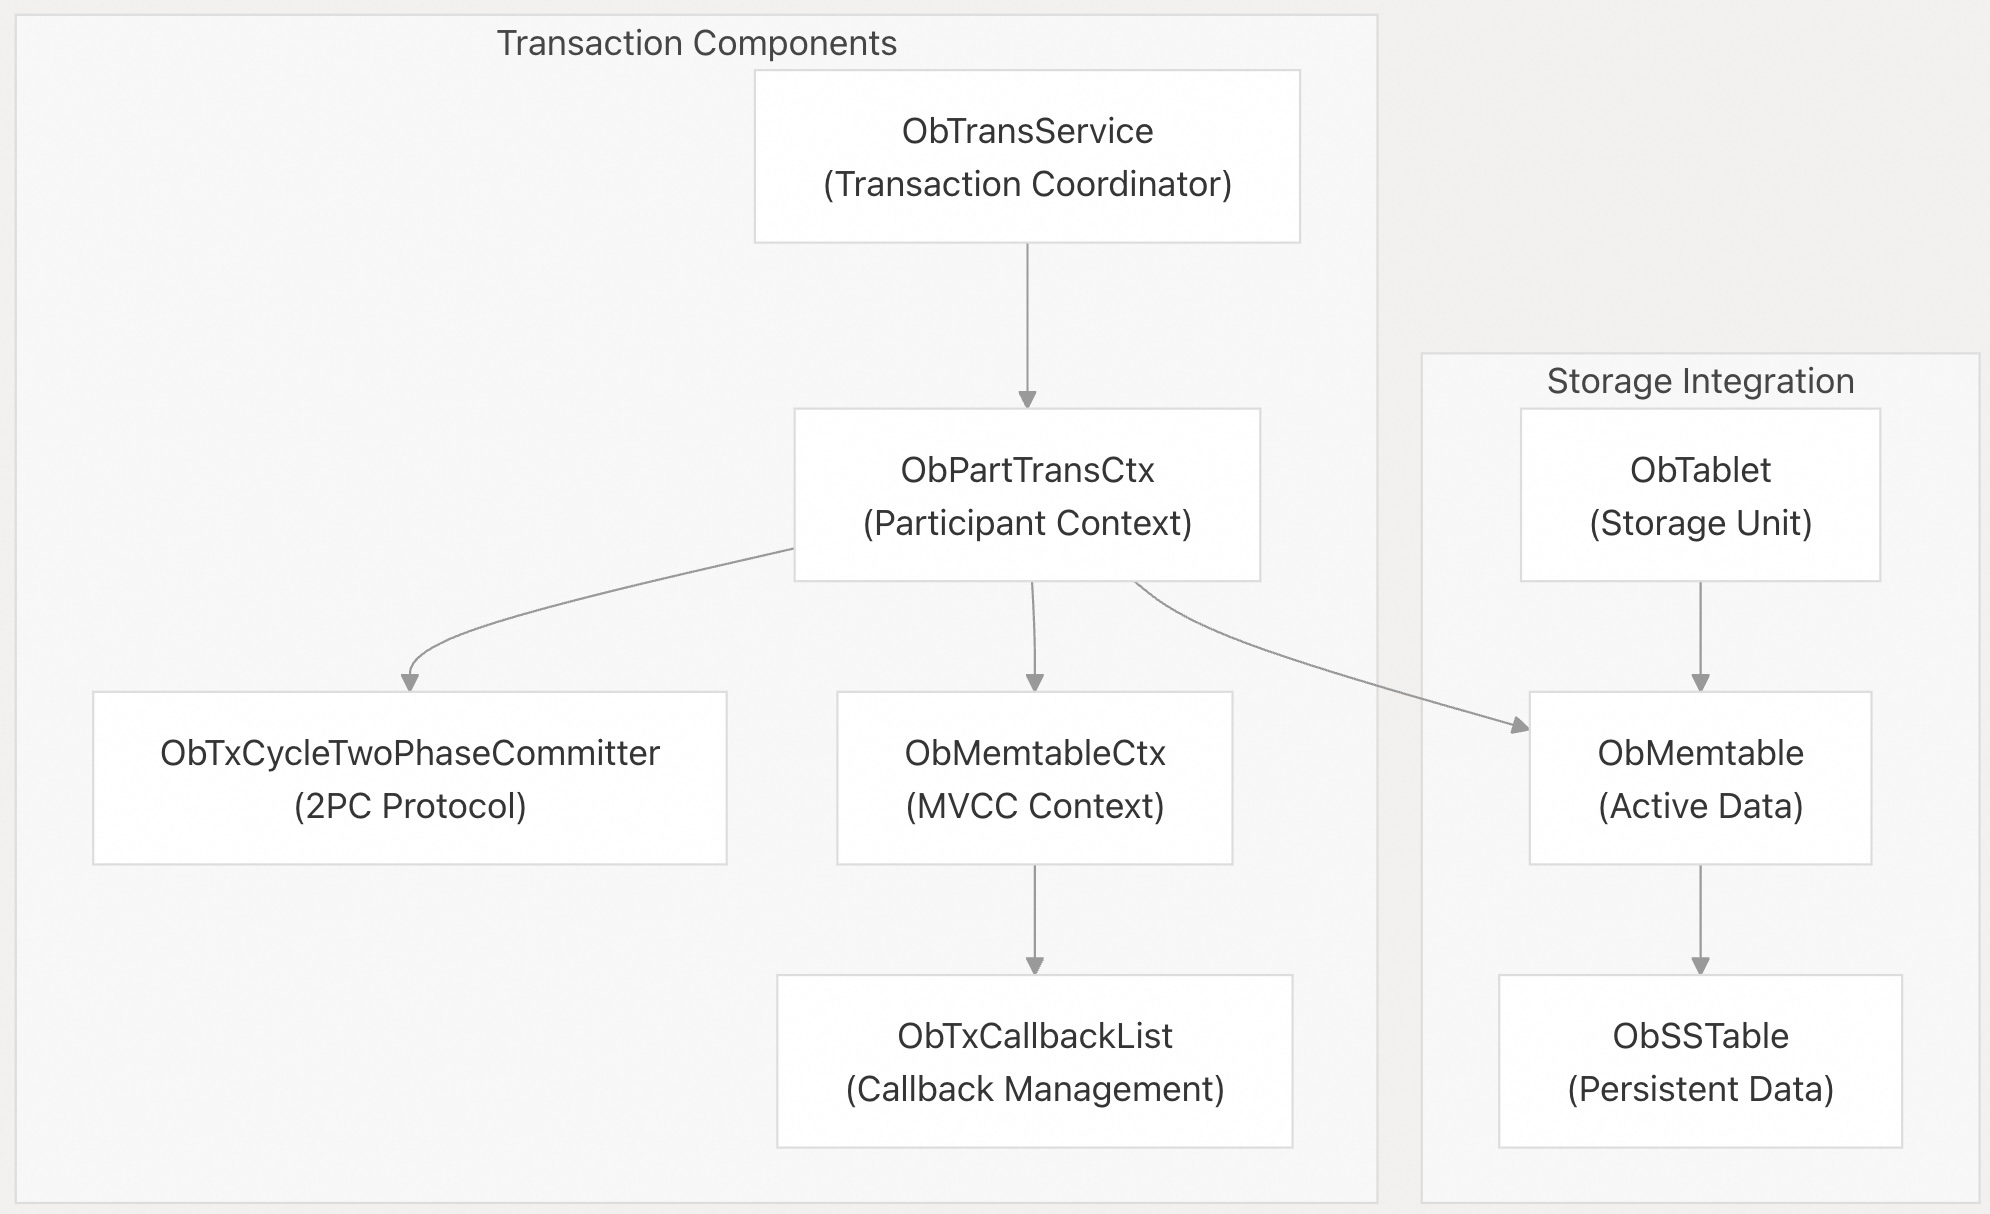 Transaction Components
ObTransService
(Transaction Coordinator)
Storage Integration
ObPartTransCtx
(Participant Context)
ObTablet
(Storage Unit)
ObTxCycleTwoPhaseCommitter
(2PC Protocol)
ObMemtableCtx
(MVCC Context)
ObMemtable
(Active Data)
ObTxCallbackList
(Callback Management)
ObSSTable
(Persistent Data)